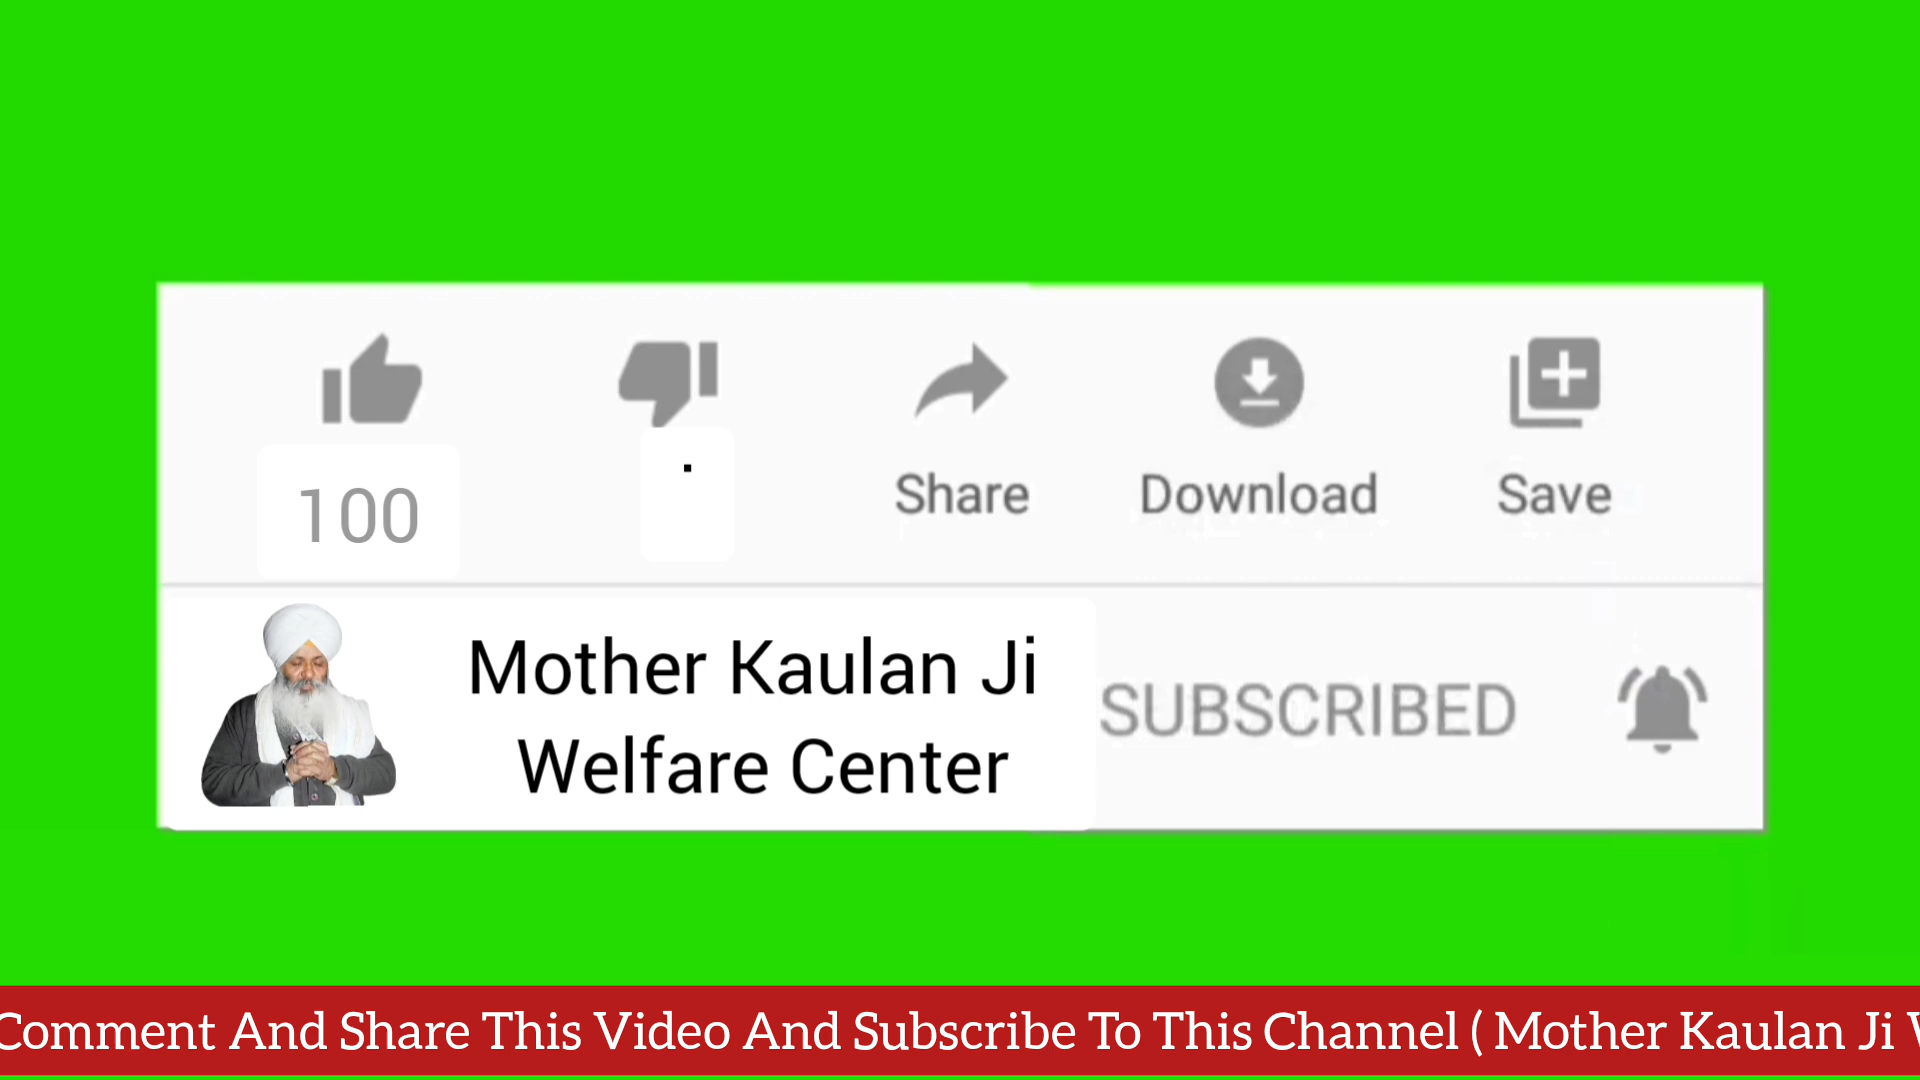 100
Share
Download
Save
Mother Kaulan Ji
Welfare Center
SUBSCRIBED
Comment And Share This Video And Subscribe To This Channel ( Mother Kaulan Ji